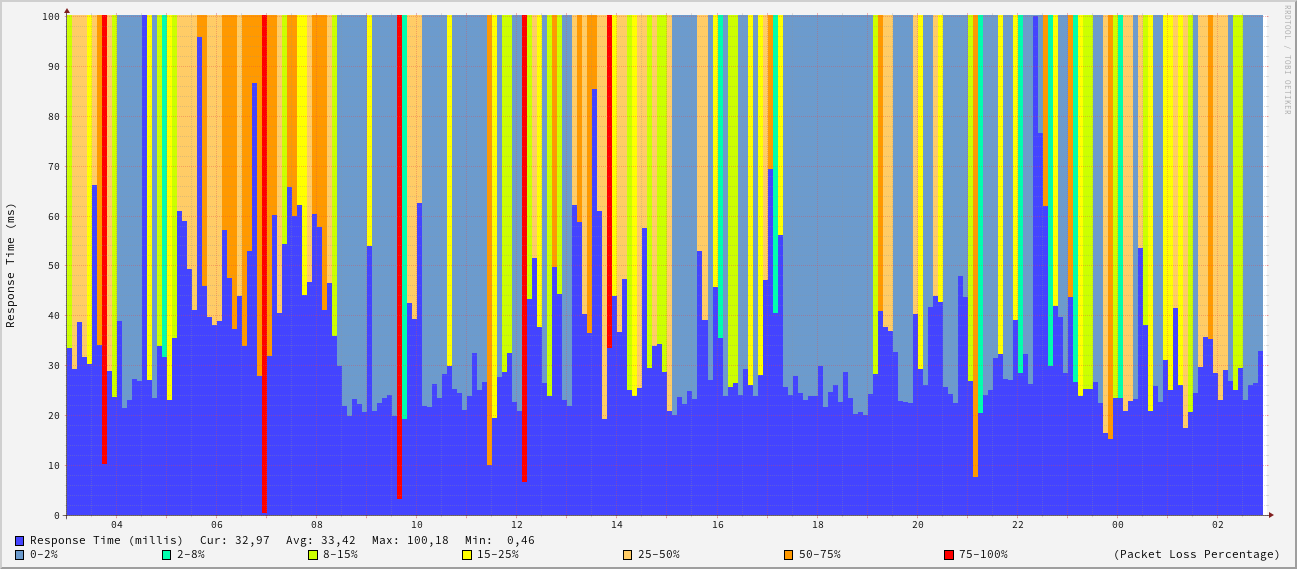 RRDTOOL / TOBI OETIKER
Response Time (ms)
100
90
80
70
60
50
40
30
20
10
0
04 06 08 10 12 14 16 18 20 22 00 02
Response Time (millis) Cur: 32,97 Avg: 33,42 Max: 100,18 Min: 0,46
0-2% 2-8% 8-15% 15-25% 25-50% 50-75% 75-100% (Packet Loss Percentage)